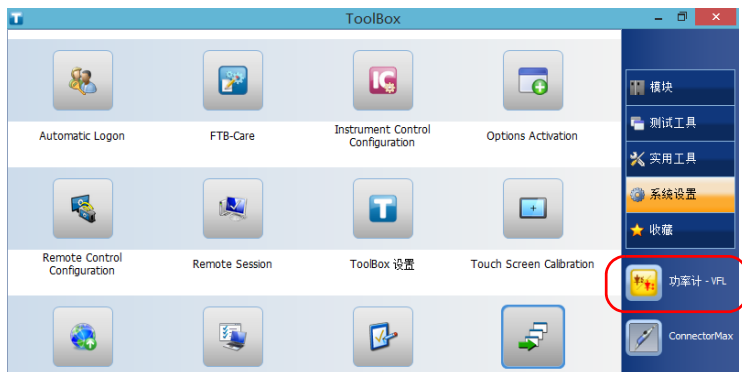 ToolBox
Automatic Logon
FTB-Care
Instrument Control
Configuration
Options Activation
Remote Control
Configuration
Remote Session
ToolBox 设置
Touch Screen Calibration
模块
测试工具
实用工具
系统设置
收藏
功率计 - VFL
ConnectorMax